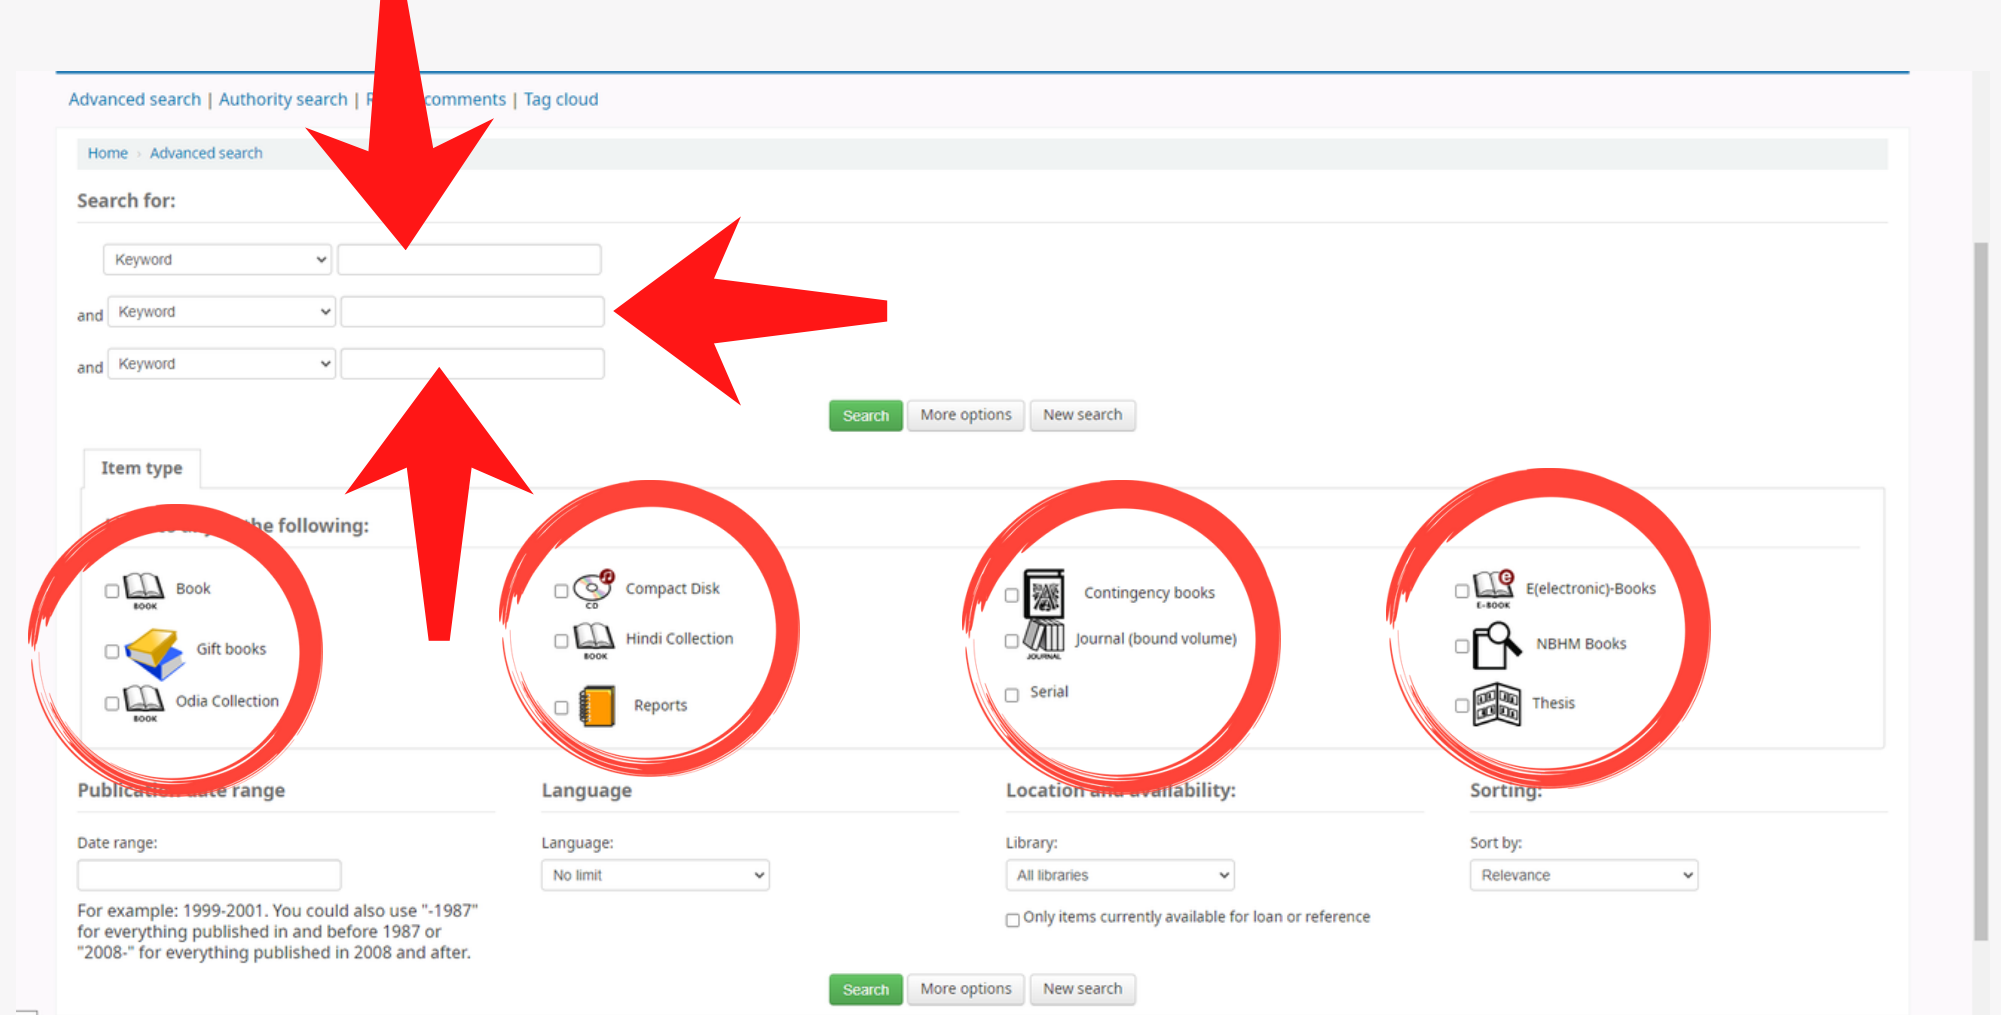 Advanced search | Authority search | comments | Tag cloud
Home › Advanced search
Search for:
Keyword
and Keyword
and Keyword
Search More options New search
Item type
following:
Book
BOOK
Compact Disk
CD
Contingency books
E(electronic)-Books
E-BOOK
Gift books
Hindi Collection
BOOK
Journal (bound volume)
JOURNAL
NBHM Books
Odia Collection
BOOK
Reports
Serial
Thesis
Publication date range
Language
Location and availability:
Sorting:
Date range:
Language:
Library:
Sort by:
No limit
All libraries
Relevance
For example: 1999-2001. You could also use "-1987"
for everything published in and before 1987 or
"2008-" for everything published in 2008 and after.
Only items currently available for loan or reference
Search More options New search